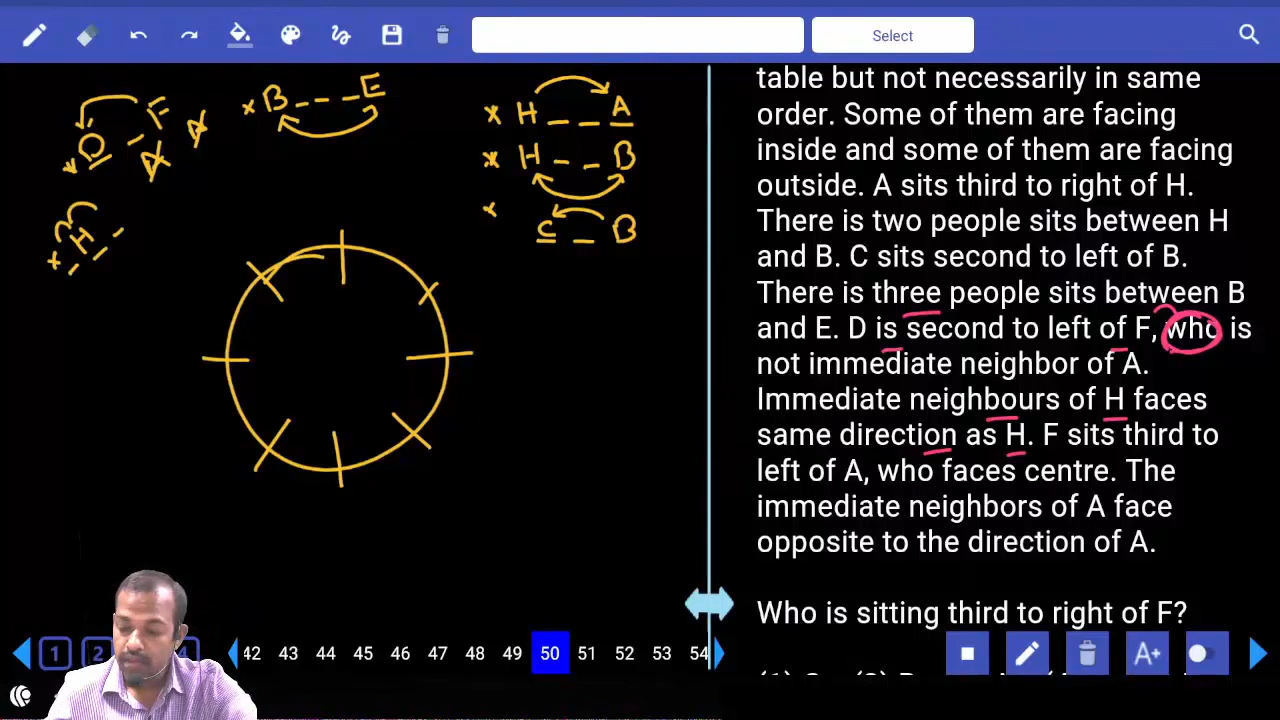 Select
D F A A
B _ _ _ E
H _ _ A
H _ _ B
C _ B
H
table but not necessarily in same
order. Some of them are facing
inside and some of them are facing
outside. A sits third to right of H.
There is two people sits between H
and B. C sits second to left of B.
There is three people sits between B
and E. D is second to left of F, who is
not immediate neighbor of A.
Immediate neighbours of H faces
same direction as H. F sits third to
left of A, who faces centre. The
immediate neighbors of A face
opposite to the direction of A.
Who is sitting third to right of F?
1 2 4 42 43 44 45 46 47 48 49 50 51 52 53 54
A+